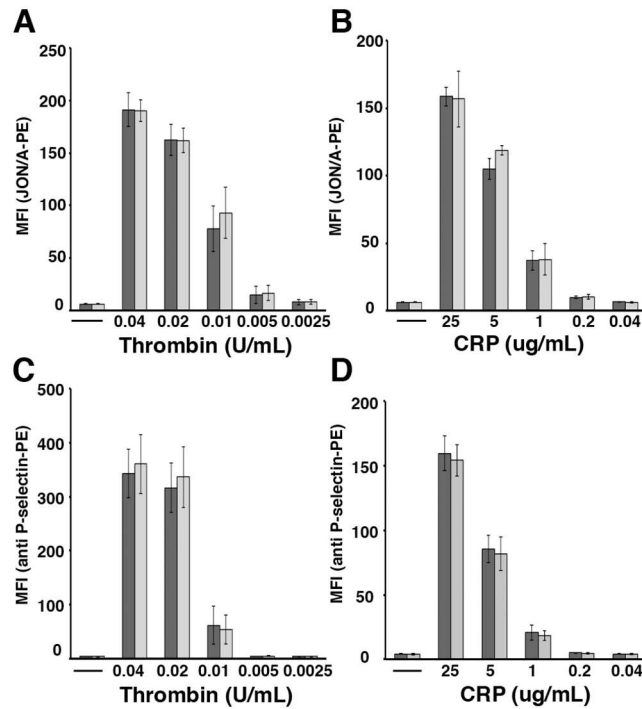 A
MFI (JON/A-PE)
250
200
150
100
50
0
0.04 0.02 0.01 0.005 0.0025
Thrombin (U/mL)
B
MFI (JON/A-PE)
200
150
100
50
0
25 5 1 0.2 0.04
CRP (ug/mL)
C
MFI (anti P-selectin-PE)
500
400
300
200
100
0
0.04 0.02 0.01 0.005 0.0025
Thrombin (U/mL)
D
MFI (anti P-selectin-PE)
200
150
100
50
0
25 5 1 0.2 0.04
CRP (ug/mL)